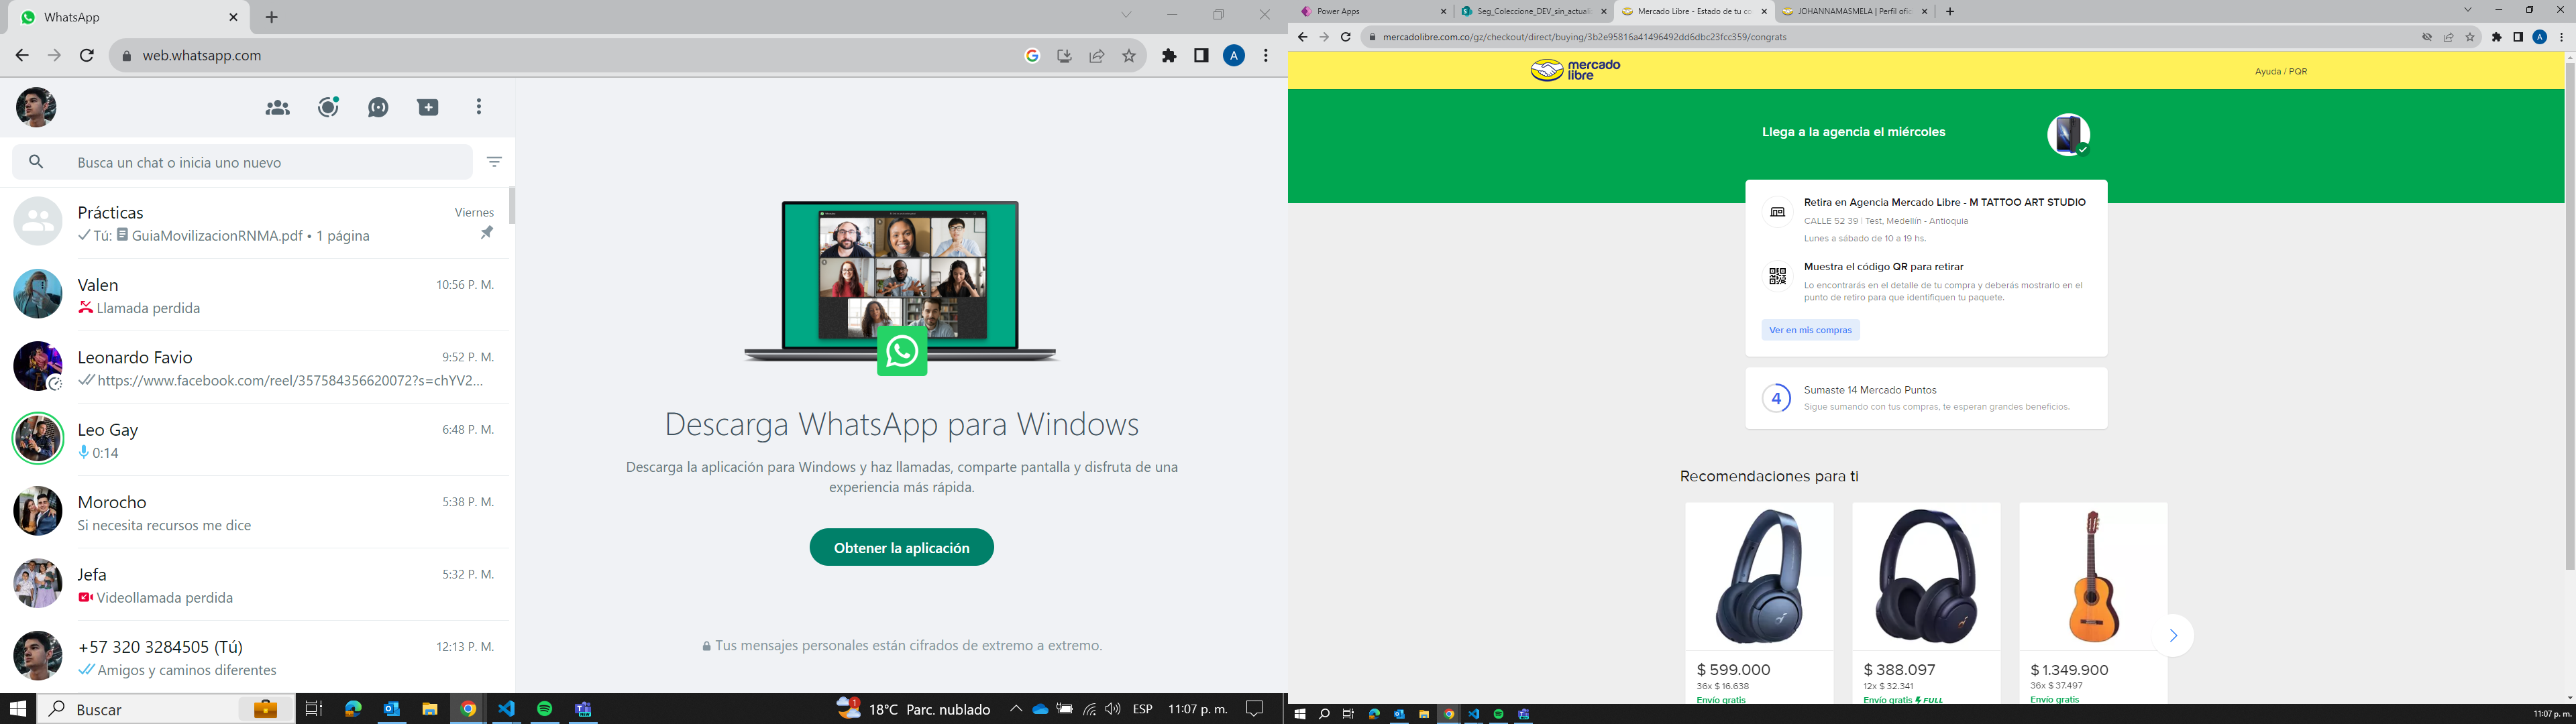 WhatsApp
web.whatsapp.com
A
Busca un chat o inicia uno nuevo
Prácticas
Viernes
Tú: GuiaMovilizacionRNMA.pdf • 1 página
Valen
10:56 P. M.
Llamada perdida
Leonardo Favio
9:52 P. M.
https://www.facebook.com/reel/357584356620072?s=chYV2...
Leo Gay
6:48 P. M.
0:14
Morocho
5:38 P. M.
Si necesita recursos me dice
Jefa
5:32 P. M.
Videollamada perdida
+57 320 3284505 (Tú)
12:13 P. M.
Amigos y caminos diferentes
Descarga WhatsApp para Windows
Descarga la aplicación para Windows y haz llamadas, comparte pantalla y disfruta de una
experiencia más rápida.
Obtener la aplicación
Tus mensajes personales están cifrados de extremo a extremo.
Buscar
1
18°C Parc. nublado
ESP
11:07 p. m.
Power Apps
Seg_Coleccione_DEV_sin_actuali
Mercado Libre - Estado de tu co
JOHANNAMASMELA | Perfil ofic
mercadolibre.com.co/gz/checkout/direct/buying/3b2e95816a41496492dd6dbc23fcc359/congrats
A
mercado
libre
Ayuda / PQR
Llega a la agencia el miércoles
Retira en Agencia Mercado Libre - M TATTOO ART STUDIO
CALLE 52 39 | Test, Medellín - Antioquia
Lunes a sábado de 10 a 19 hs.
Muestra el código QR para retirar
Lo encontrarás en el detalle de tu compra y deberás mostrarlo en el
punto de retiro para que identifiquen tu paquete.
Ver en mis compras
4
Sumaste 14 Mercado Puntos
Sigue sumando con tus compras, te esperan grandes beneficios.
Recomendaciones para ti
$ 599.000
36x $ 16.638
Envío gratis
$ 388.097
12x $ 32.341
Envío gratis FULL
$ 1.349.900
36x $ 37.497
Envío gratis
11:07 p. m.